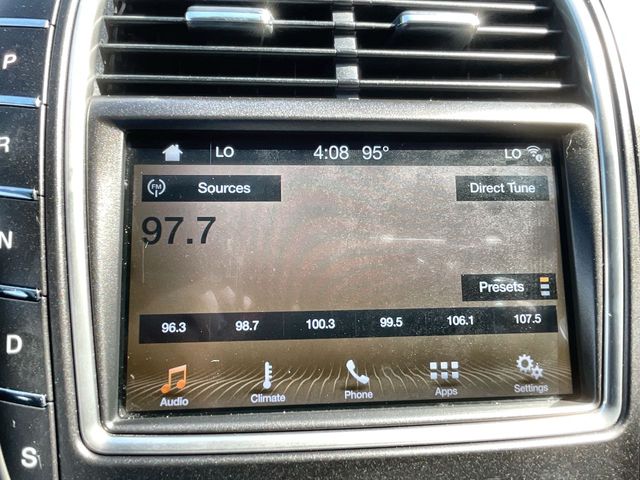 P
LO 4:08 95° LO
R
FM Sources Direct Tune
97.7
N
Presets
96.3 98.7 100.3 99.5 106.1 107.5
D
Audio Climate Phone Apps Settings
S